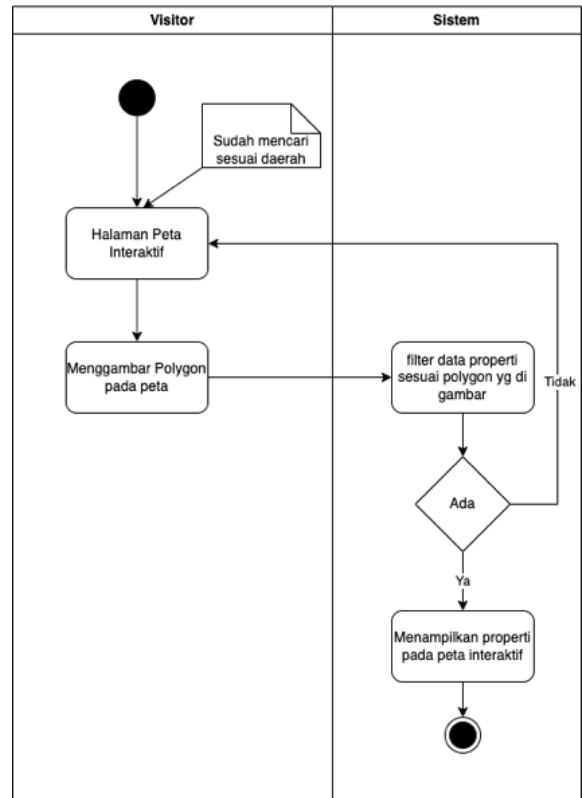 Visitor
Sistem
Sudah mencari
sesuai daerah
Halaman Peta
Interaktif
Menggambar Polygon
pada peta
filter data properti
sesuai polygon yg di
gambar
Tidak
Ada
Ya
Menampilkan properti
pada peta interaktif